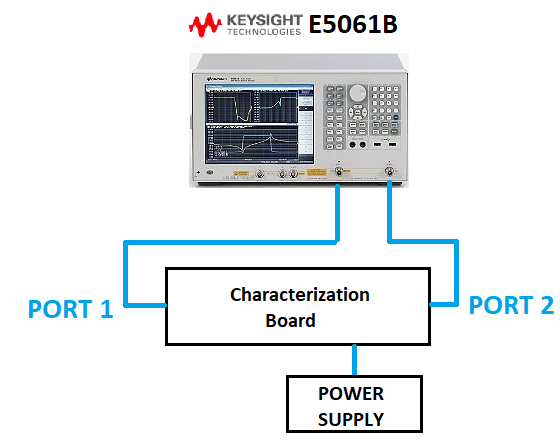 KEYSIGHT
TECHNOLOGIES
E5061B
PORT 1
Characterization
Board
PORT 2
POWER
SUPPLY